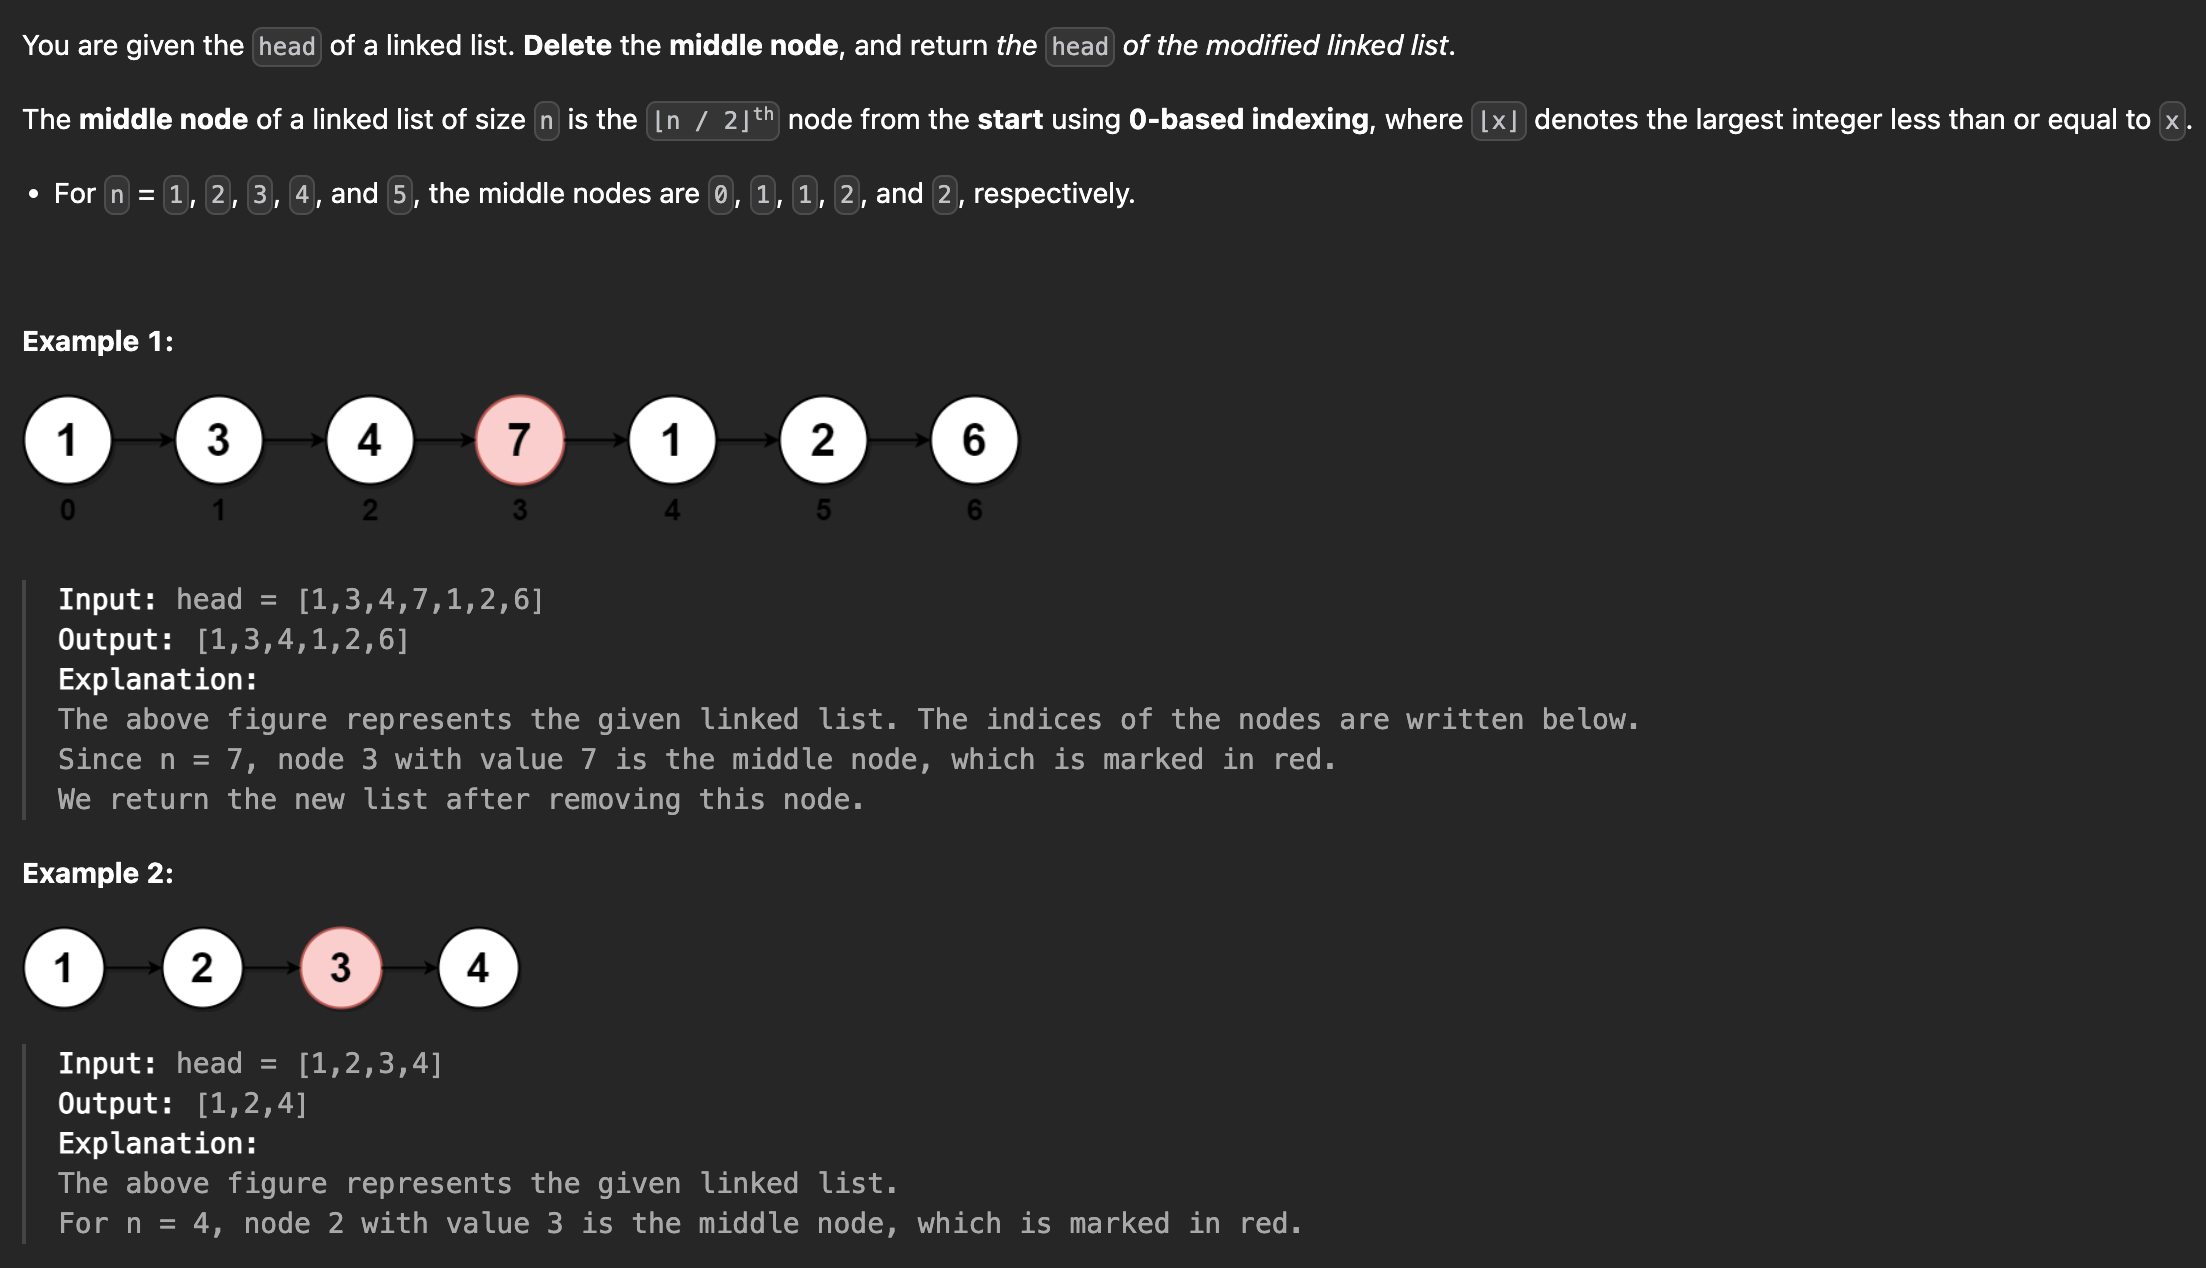 You are given the head of a linked list. Delete the middle node, and return the head of the modified linked list.
The middle node of a linked list of size n is the ⌊n / 2⌋th node from the start using 0-based indexing, where ⌊x⌋ denotes the largest integer less than or equal to x.
• For n = 1, 2, 3, 4, and 5, the middle nodes are 0, 1, 1, 2, and 2, respectively.
Example 1:
1 3 4 7 1 2 6
0 1 2 3 4 5 6
Input: head = [1,3,4,7,1,2,6]
Output: [1,3,4,1,2,6]
Explanation:
The above figure represents the given linked list. The indices of the nodes are written below.
Since n = 7, node 3 with value 7 is the middle node, which is marked in red.
We return the new list after removing this node.
Example 2:
1 2 3 4
Input: head = [1,2,3,4]
Output: [1,2,4]
Explanation:
The above figure represents the given linked list.
For n = 4, node 2 with value 3 is the middle node, which is marked in red.